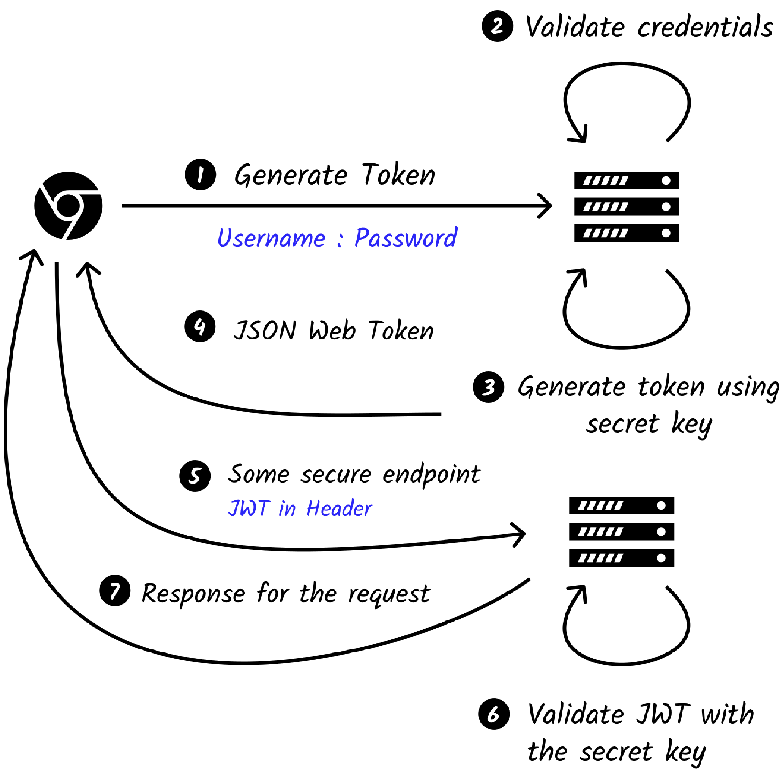 2 Validate credentials
1 Generate Token
Username : Password
4 JSON Web Token
3 Generate token using
secret key
5 Some secure endpoint
JWT in Header
7 Response for the request
6 Validate JWT with
the secret key